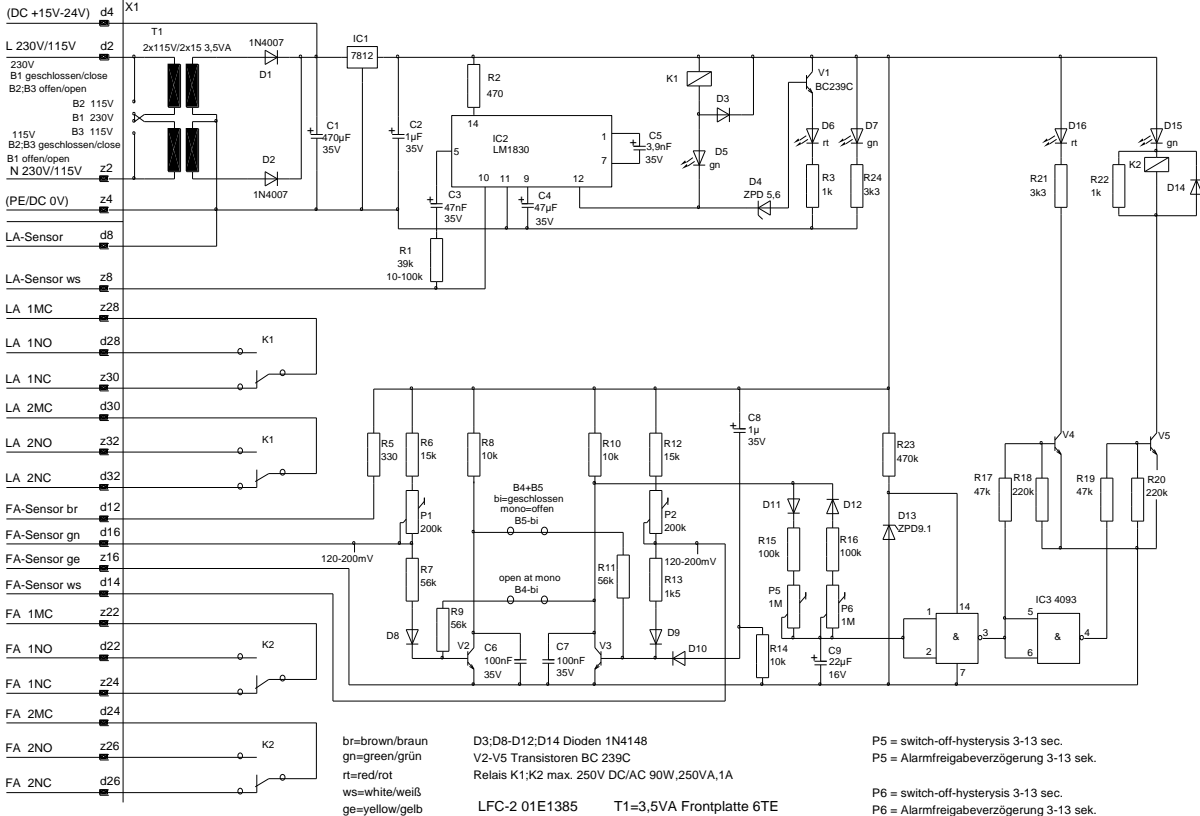 (DC +15V-24V) d4 X1
L 230V/115V d2
230V
B1 geschlossen/close
B2;B3 offen/open
B2 115V
B1 230V
B3 115V
115V
B2;B3 geschlossen/close
B1 offen/open
N 230V/115V z2
(PE/DC 0V) z4
LA-Sensor d8
LA-Sensor ws z8
LA 1MC z28
LA 1NO d28
LA 1NC z30
LA 2MC d30
LA 2NO z32
LA 2NC d32
FA-Sensor br d12
FA-Sensor gn d16
FA-Sensor ge z16
FA-Sensor ws d14
FA 1MC z22
FA 1NO d22
FA 1NC z24
FA 2MC d24
FA 2NO z26
FA 2NC d26
K1
K1
K2
K2
T1
2x115V/2x15 3,5VA
1N4007
D1
D2
1N4007
IC1
7812
C1
470µF
35V
C2
1µF
35V
R2
470
14
IC2
LM1830
5
1
7
10
11
9
12
C5
3,9nF
35V
C3
47nF
35V
C4
47µF
35V
R1
39k
10-100k
K1
D3
D5
gn
D4
ZPD 5,6
V1
BC239C
D6
rt
D7
gn
R3
1k
R24
3k3
D16
rt
R21
3k3
D15
gn
R22
1k
K2
D14
R5
330
R6
15k
P1
200k
120-200mV
R7
56k
D8
R9
56k
V2
R8
10k
R10
10k
B4+B5
bi=geschlossen
mono=offen
B5-bi
open at mono
B4-bi
C6
100nF
35V
C7
100nF
35V
V3
R11
56k
R12
15k
P2
200k
120-200mV
R13
1k5
D9
D10
C8
1µ
35V
R14
10k
D11
D12
R15
100k
R16
100k
P5
1M
P6
1M
C9
22µF
16V
R23
470k
D13
ZPD9.1
1
2
14
&
3
7
IC3 4093
5
6
&
4
R17
47k
R18
220k
V4
R19
47k
R20
220k
V5
br=brown/braun
gn=green/grün
rt=red/rot
ws=white/weiß
ge=yellow/gelb
D3;D8-D12;D14 Dioden 1N4148
V2-V5 Transistoren BC 239C
Relais K1;K2 max. 250V DC/AC 90W,250VA,1A
LFC-2 01E1385 T1=3,5VA Frontplatte 6TE
P5 = switch-off-hysterysis 3-13 sec.
P5 = Alarmfreigabeverzögerung 3-13 sek.
P6 = switch-off-hysterysis 3-13 sec.
P6 = Alarmfreigabeverzögerung 3-13 sek.